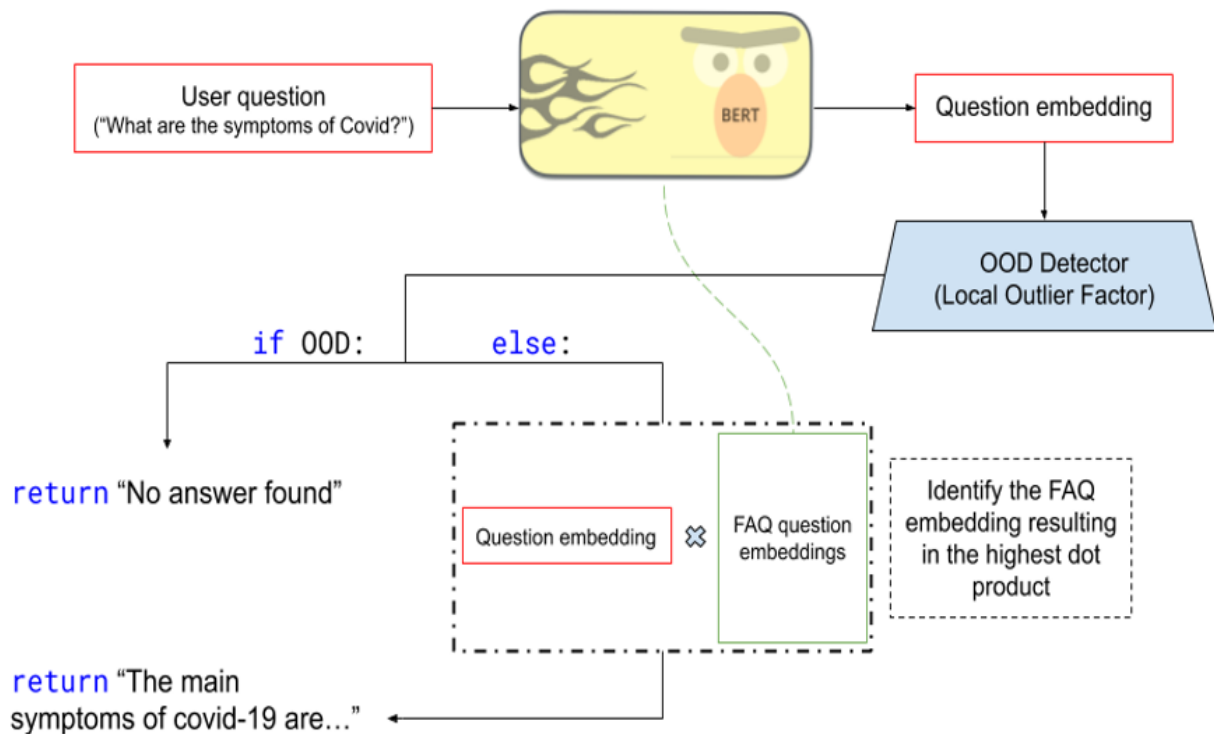 User question
(“What are the symptoms of Covid?”)
BERT
Question embedding
OOD Detector
(Local Outlier Factor)
if OOD:
else:
return “No answer found”
Question embedding
FAQ question
embeddings
Identify the FAQ
embedding resulting
in the highest dot
product
return “The main
symptoms of covid-19 are…”